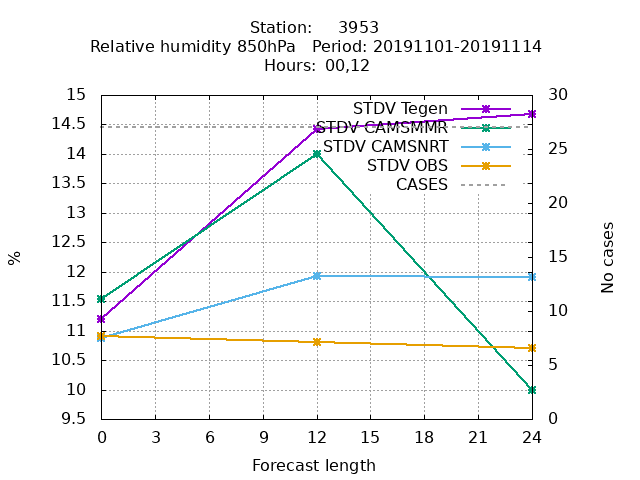 Station: 3953
Relative humidity 850hPa Period: 20191101-20191114
Hours: 00,12
STDV Tegen
STDV CAMSMMR
STDV CAMSNRT
STDV OBS
CASES
15
14.5
14
13.5
13
12.5
12
11.5
11
10.5
10
9.5
%
30
25
20
15
10
5
0
No cases
0 3 6 9 12 15 18 21 24
Forecast length